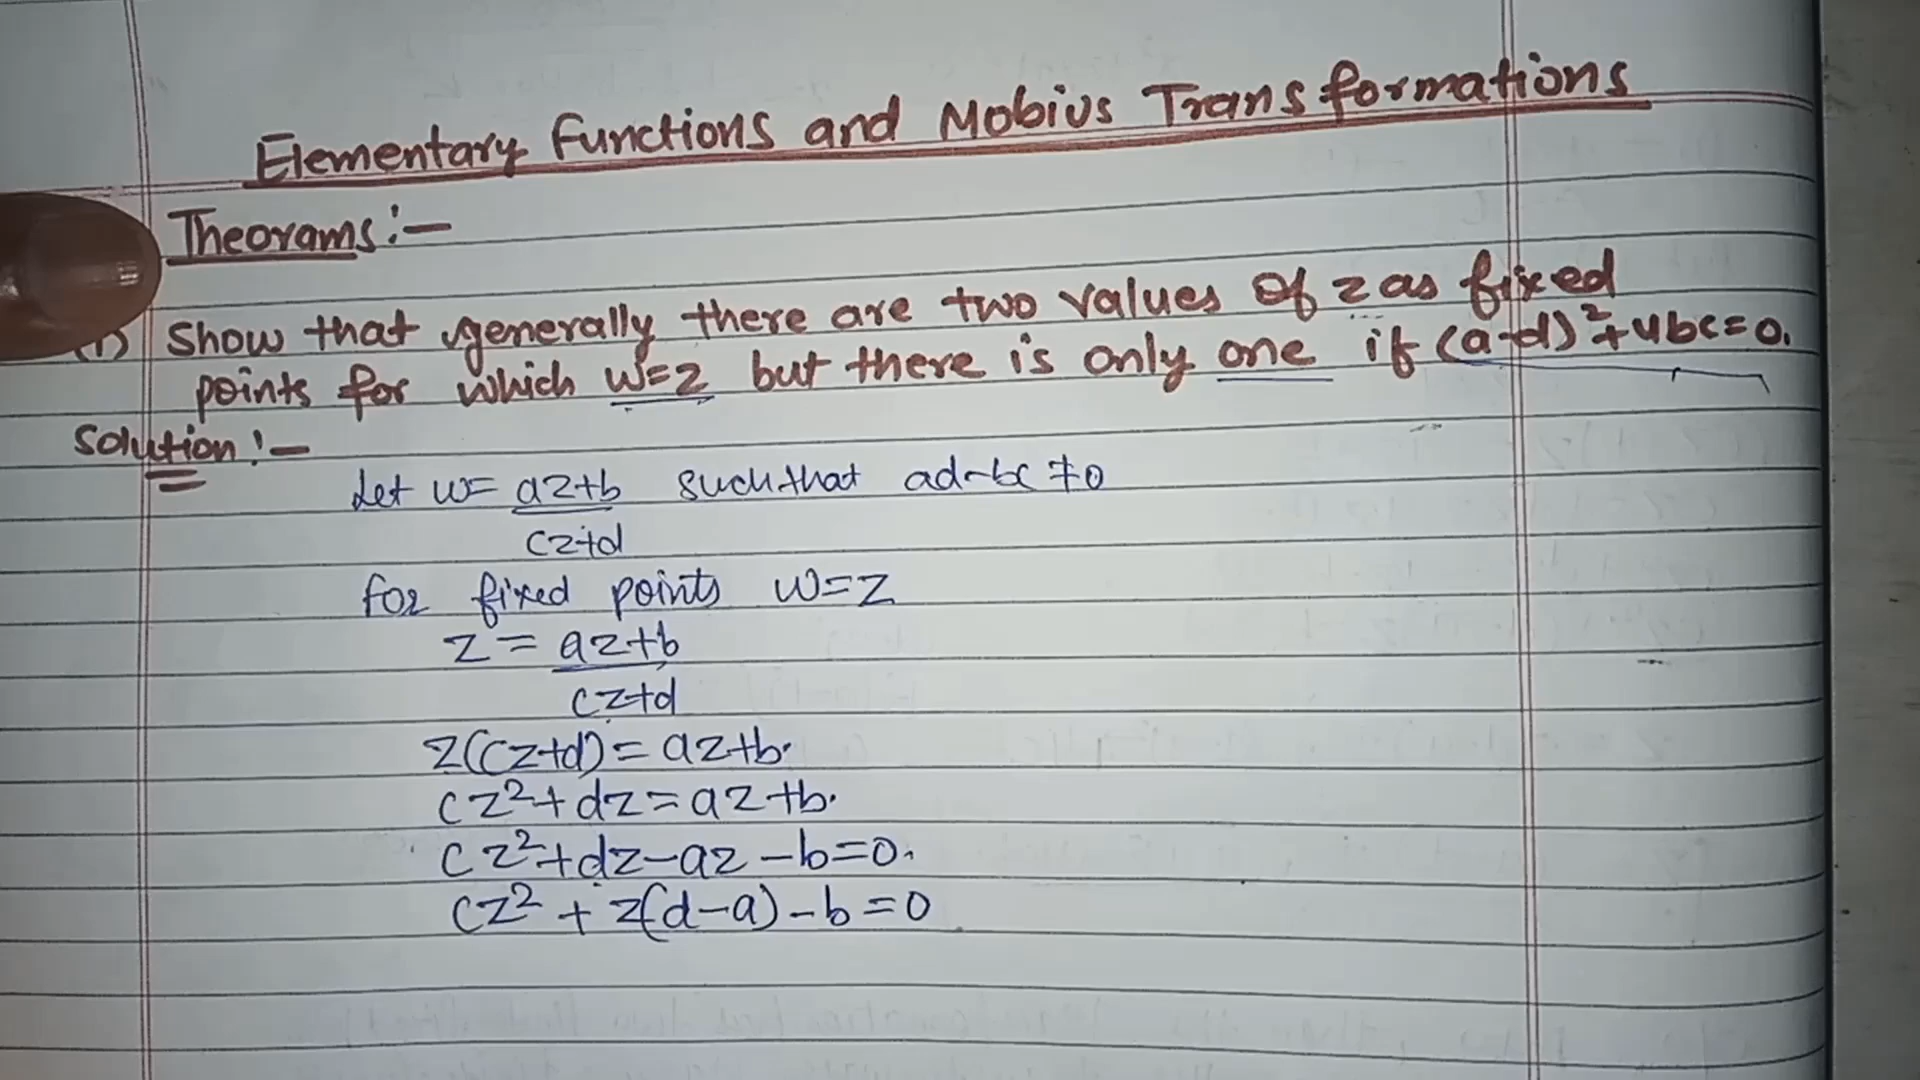 Elementary Functions and Mobius Transformations
Theorams:-
(1) Show that generally there are two values of z as fixed
points for which w=z but there is only one if (a-d)²+4bc=0.
Solution:-
Let w= az+b such that ad-bc ≠0
cz+d
for fixed points w=z
z = az+b
cz+d
z(cz+d)= az+b.
cz²+dz=az+b.
cz²+dz-az-b=0.
cz²+z(d-a)-b=0